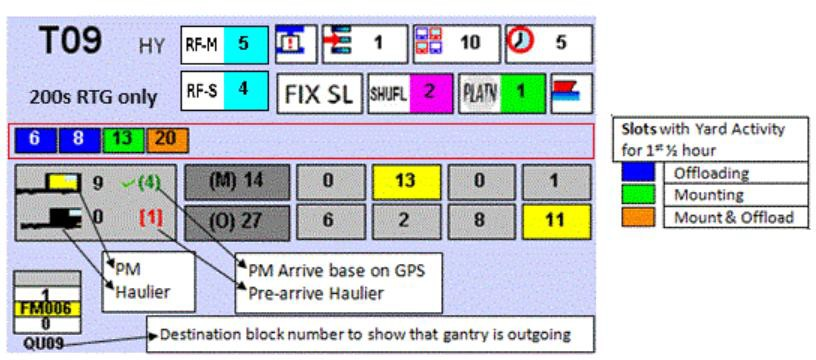 T09 HY RF-M 5 1 10 5
200s RTG only RF-S 4 FIX SL SHUFL 2 PLATN 1
6 8 13 20
9 (4) (M) 14 0 13 0 1
0 [1] (O) 27 6 2 8 11
PM
Haulier
PM Arrive base on GPS
Pre-arrive Haulier
1
FM006
0
QU09
Destination block number to show that gantry is outgoing
Slots with Yard Activity
for 1st ½ hour
Offloading
Mounting
Mount & Offload